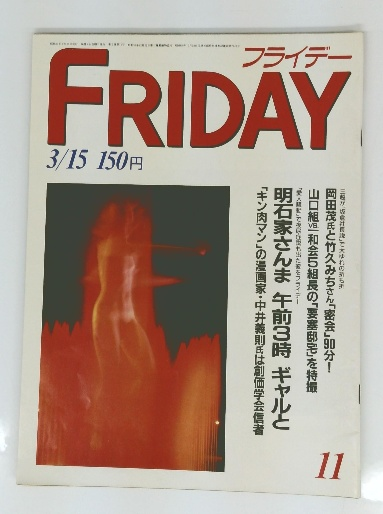 フライデー
FRIDAY
3/15 150円
岡田茂氏と竹久みちさん「密会」90分!
山口組vs.一和会5組長の「要塞邸宅」を特撮
明石家さんま 午前3時 ギャルと
「キン肉マン」の漫画家・中井義則氏は創価学会信者
11